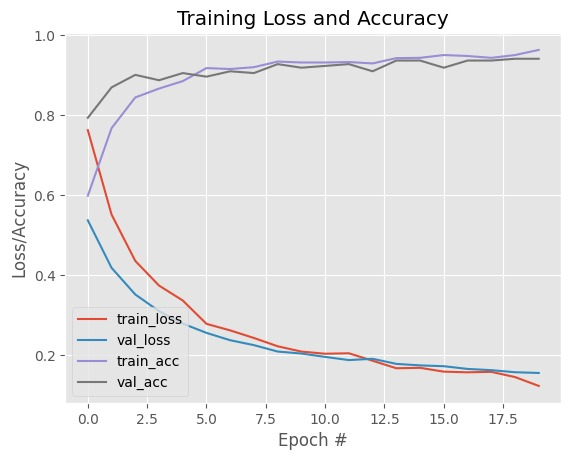 Training Loss and Accuracy
1.0
0.8
0.6
0.4
0.2
Loss/Accuracy
train_loss
val_loss
train_acc
val_acc
0.0 2.5 5.0 7.5 10.0 12.5 15.0 17.5
Epoch #